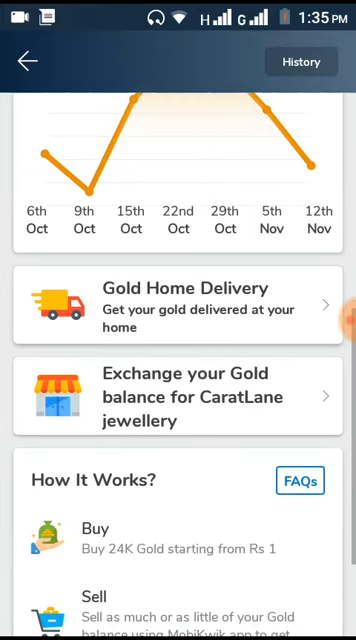 H G 1:35 PM
History
6th 9th 15th 22nd 29th 5th 12th
Oct Oct Oct Oct Oct Nov Nov
Gold Home Delivery
Get your gold delivered at your
home
Exchange your Gold
balance for CaratLane
jewellery
How It Works?
FAQs
Buy
Buy 24K Gold starting from Rs 1
Sell
Sell as much or as little of your Gold
balance using MobiKwik app to get